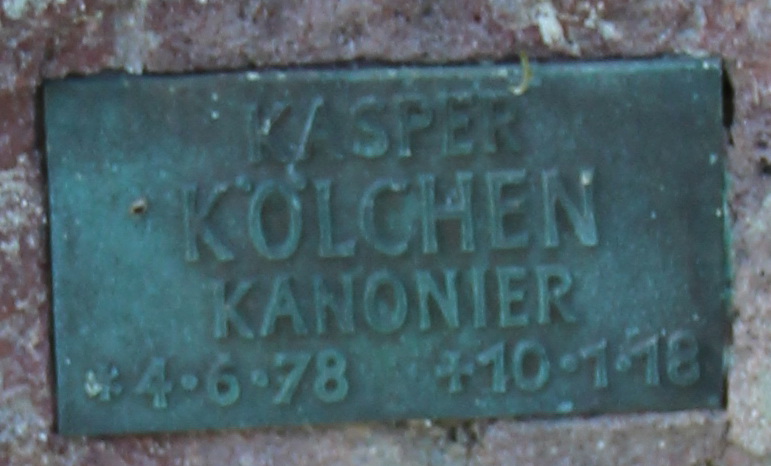 KASPER
KÖLCHEN
KANONIER
*4·6·78 +10·1·18